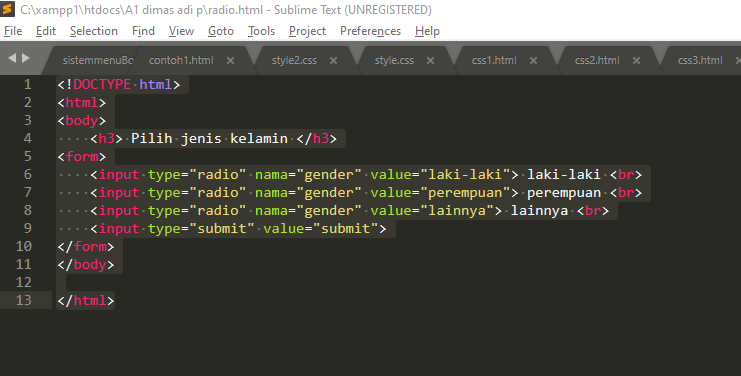 C:\xampp1\htdocs\A1 dimas adi p\radio.html - Sublime Text (UNREGISTERED)
File Edit Selection Find View Goto Tools Project Preferences Help
sistemmenuBo contoh1.html × style2.css × style.css × css1.html × css2.html × css3.html ×
1 <!DOCTYPE html>
2 <html>
3 <body>
4 <h3> Pilih jenis kelamin </h3>
5 <form>
6 <input type="radio" nama="gender" value="laki-laki"> laki-laki <br>
7 <input type="radio" nama="gender" value="perempuan"> perempuan <br>
8 <input type="radio" nama="gender" value="lainnya"> lainnya <br>
9 <input type="submit" value="submit">
10 </form>
11 </body>
12
13 </html>